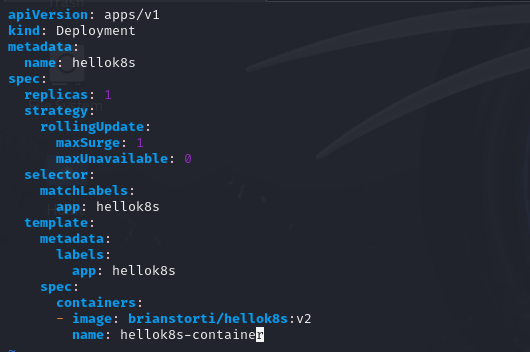 apiVersion: apps/v1
kind: Deployment
metadata:
  name: hellok8s
spec:
  replicas: 1
  strategy:
    rollingUpdate:
      maxSurge: 1
      maxUnavailable: 0
  selector:
    matchLabels:
      app: hellok8s
  template:
    metadata:
      labels:
        app: hellok8s
    spec:
      containers:
      - image: brianstorti/hellok8s:v2
        name: hellok8s-container
~